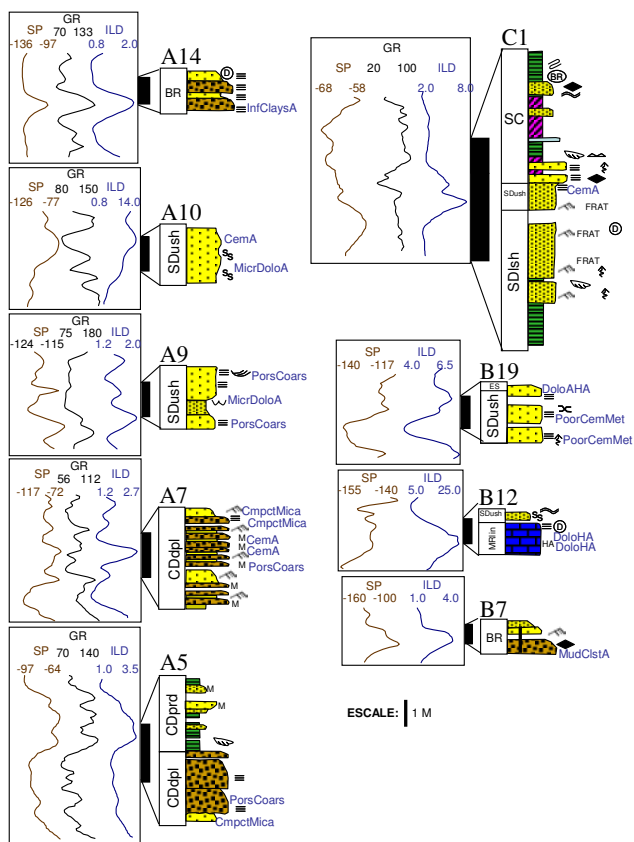 A14
GR
SP 70 133 ILD
-136 -97 0.8 2.0
BR
D
InfClaysA
A10
SP GR ILD
80 150
-126 -77 0.8 14.0
SDush
CemA
SS
SS
MicrDoloA
A9
GR
SP 75 180 ILD
-124 -115 1.2 2.0
SDush
PorsCoars
MicrDoloA
PorsCoars
A7
GR
SP 56 112 ILD
-117 -72 1.2 2.7
CDdpl
CmpctMica
CmpctMica
M
CemA
M
CemA
M
PorsCoars
M
M
A5
GR
SP 70 140 ILD
-97 -64 1.0 3.5
CDprd
CDdpl
M
M
PorsCoars
CmpctMica
C1
GR
SP 20 100 ILD
-68 -58 2.0 8.0
SC
SDush
SDlsh
BR
CemA
FRAT
FRAT
D
FRAT
B19
SP ILD
-140 -117 4.0 6.5
ES
SDush
DoloAHA
PoorCemMet
PoorCemMet
B12
SP ILD
-155 -140 5.0 25.0
SDush
MRlin
SS
D
DoloHA
HA DoloHA
B7
SP ILD
-160 -100 1.0 4.0
BR
MudClstA
ESCALE: 1 M